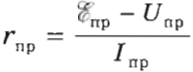 r_пр = (ℰ_пр − U_пр) / I_пр